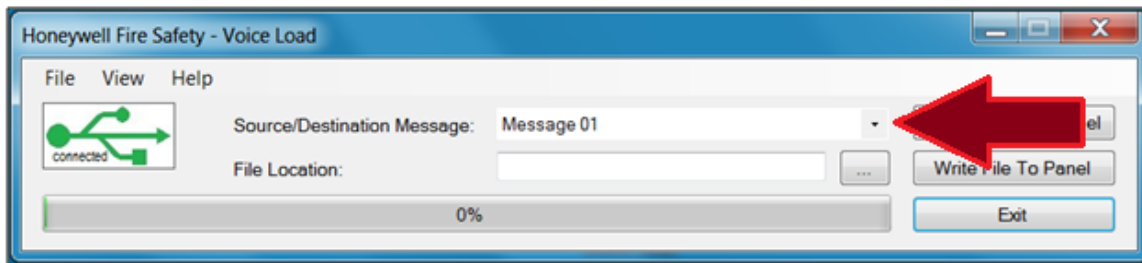 Honeywell Fire Safety - Voice Load
File View Help
connected
Source/Destination Message: Message 01
el
File Location: ... Write File To Panel
0% Exit